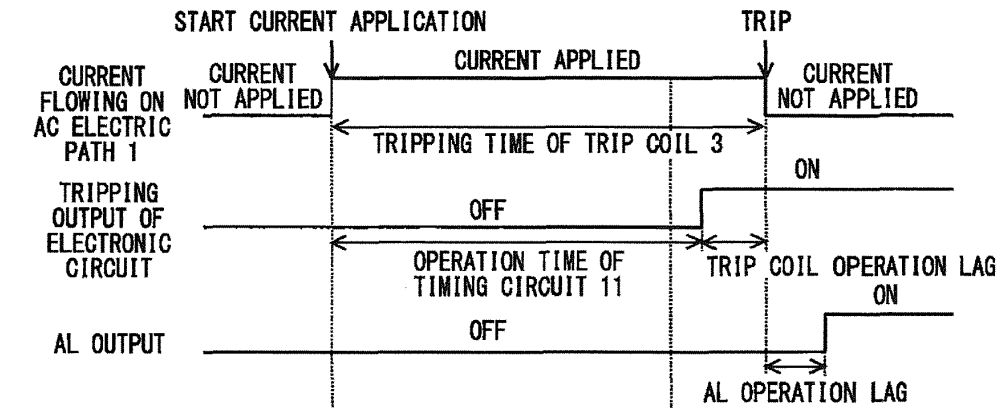 START CURRENT APPLICATION
TRIP
CURRENT
FLOWING ON
AC ELECTRIC
PATH 1
CURRENT
NOT APPLIED
CURRENT APPLIED
CURRENT
NOT APPLIED
TRIPPING TIME OF TRIP COIL 3
TRIPPING
OUTPUT OF
ELECTRONIC
CIRCUIT
OFF
ON
OPERATION TIME OF
TIMING CIRCUIT 11
TRIP COIL OPERATION LAG
AL OUTPUT
OFF
ON
AL OPERATION LAG